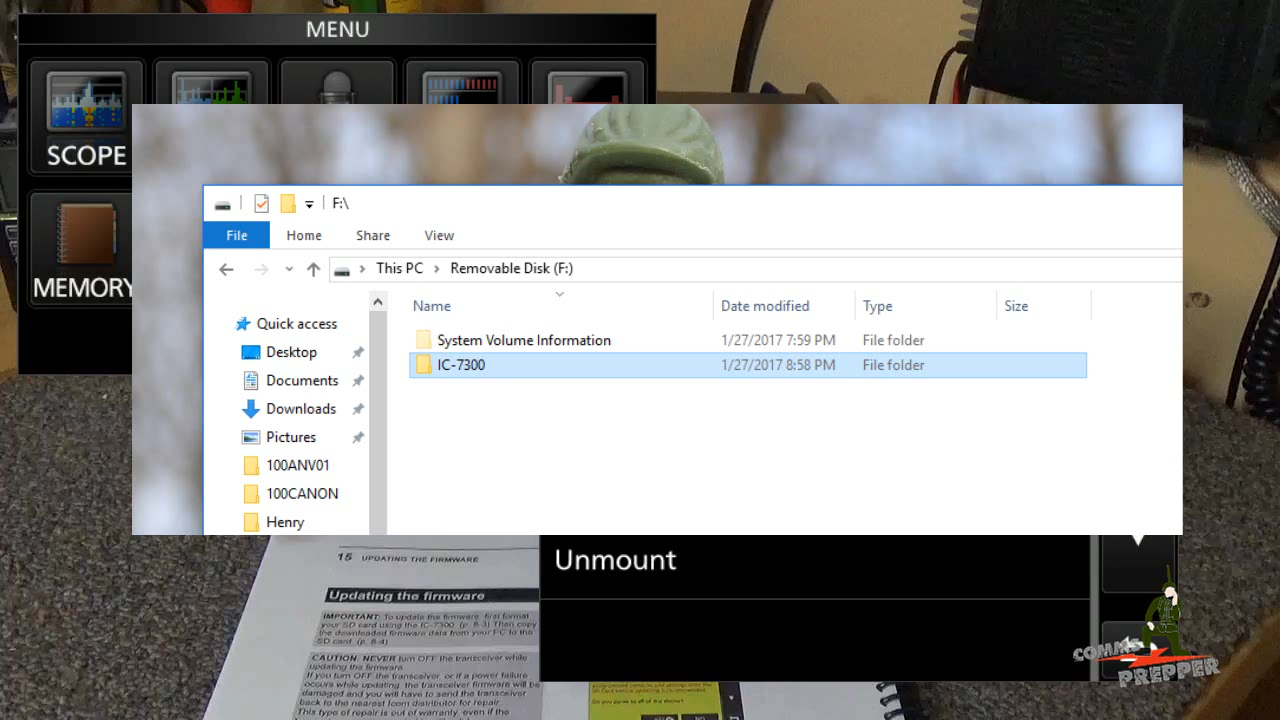 MENU
SCOPE
MEMORY
F:\
File Home Share View
This PC > Removable Disk (F:)
Name Date modified Type Size
Quick access
Desktop
Documents
Downloads
Pictures
100ANV01
100CANON
Henry
System Volume Information 1/27/2017 7:59 PM File folder
IC-7300 1/27/2017 8:58 PM File folder
Unmount
15 UPDATING THE FIRMWARE
Updating the firmware
IMPORTANT: To update the firmware, first format
your SD card using the IC-7300 (p. 8-3) Then copy
the downloaded firmware data from your PC to the
SD card. (p. 8-4)
CAUTION: NEVER turn OFF the transceiver while
updating the firmware.
If you turn OFF the transceiver, or if a power failure
occurs while updating, the transceiver firmware will be
damaged and you will have to send the transceiver
back to the nearest Icom distributor for repair.
This type of repair is out of warranty, even if the
COMMS
PREPPER